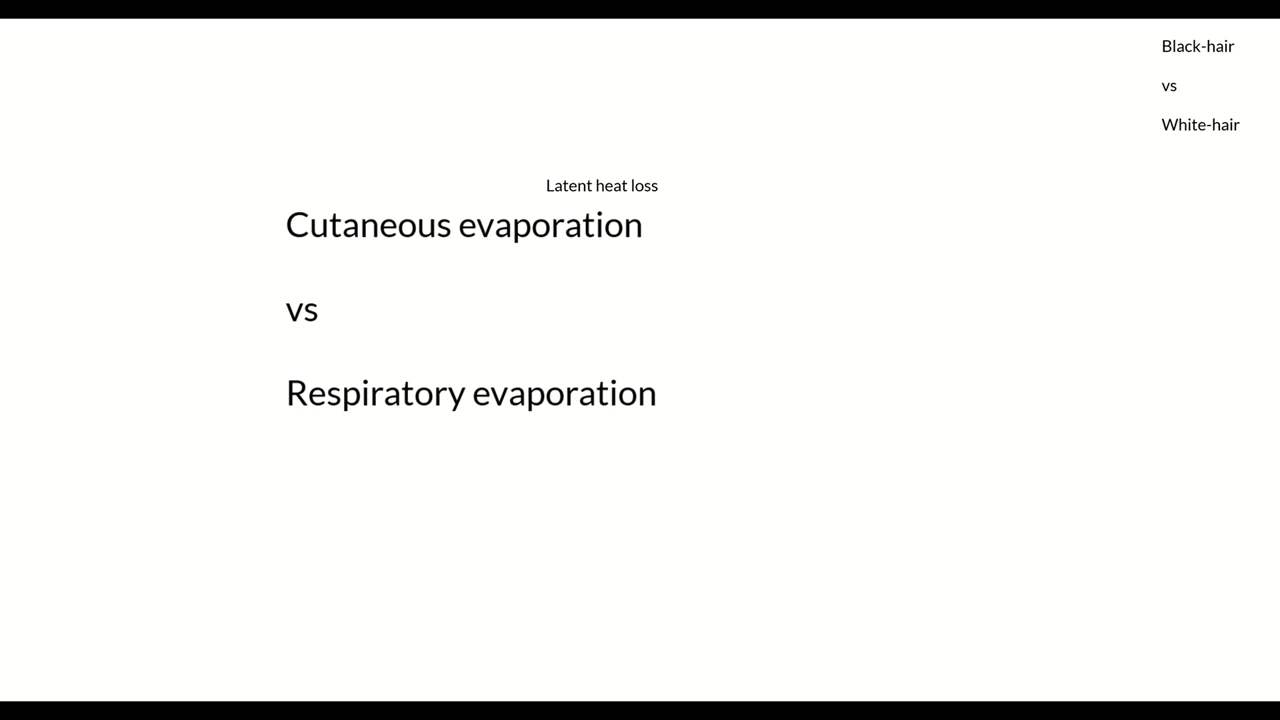 Black-hair
vs
White-hair
Latent heat loss
Cutaneous evaporation
vs
Respiratory evaporation